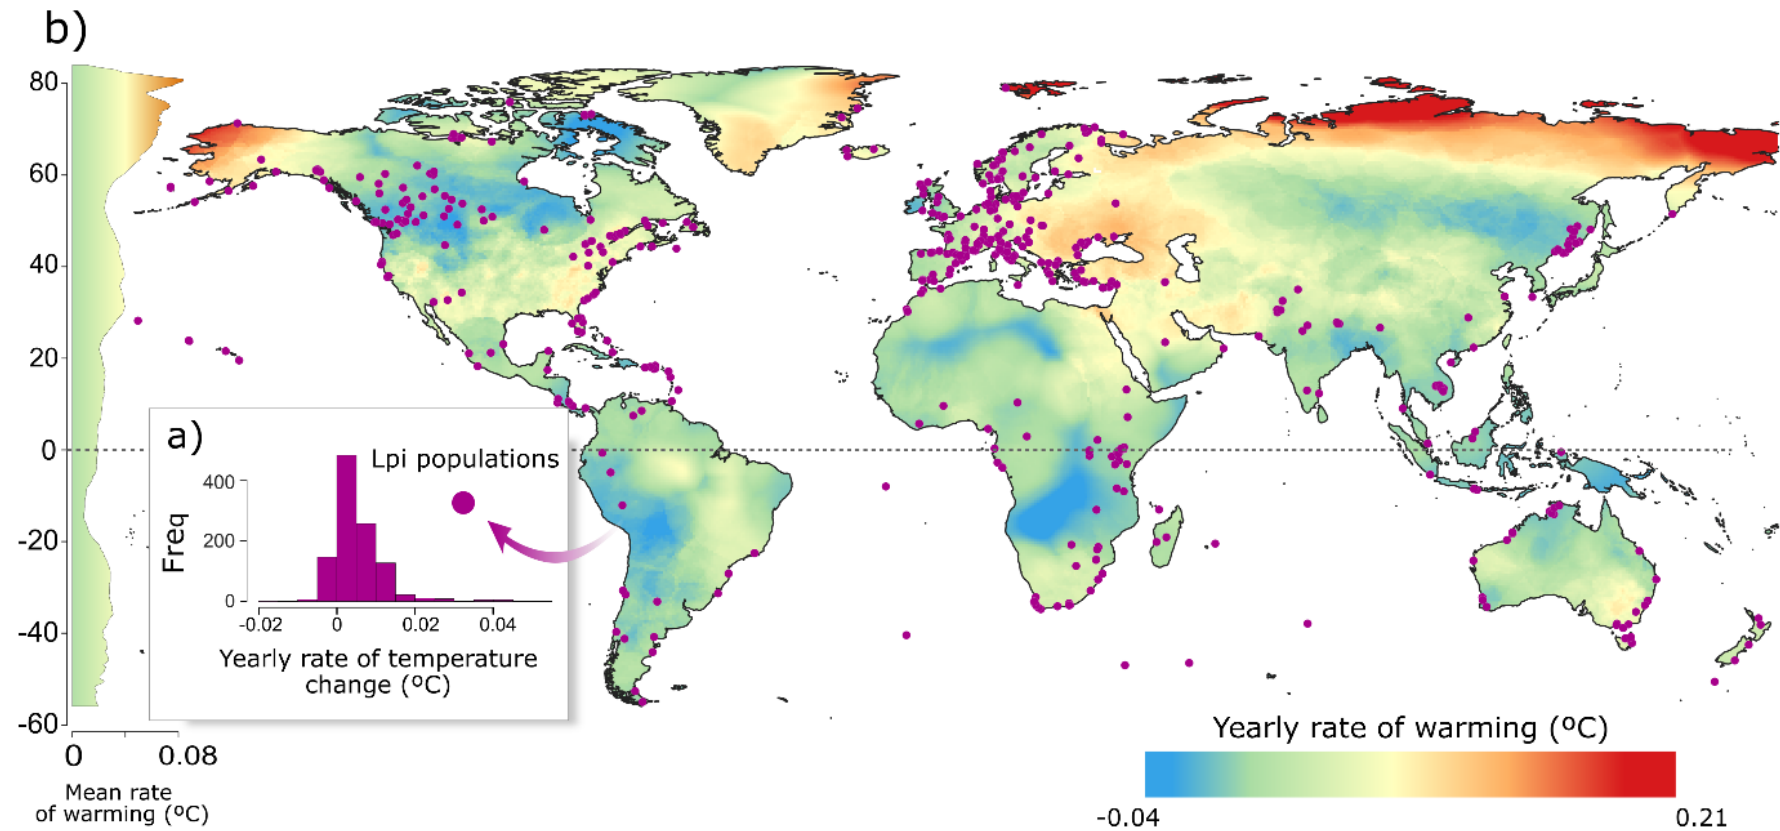 b)
80
60
40
20
0
-20
-40
-60
0 0.08
Mean rate
of warming (ºC)
a)
Lpi populations
Freq
400
200
0
-0.02 0 0.02 0.04
Yearly rate of temperature
change (ºC)
Yearly rate of warming (ºC)
-0.04 0.21